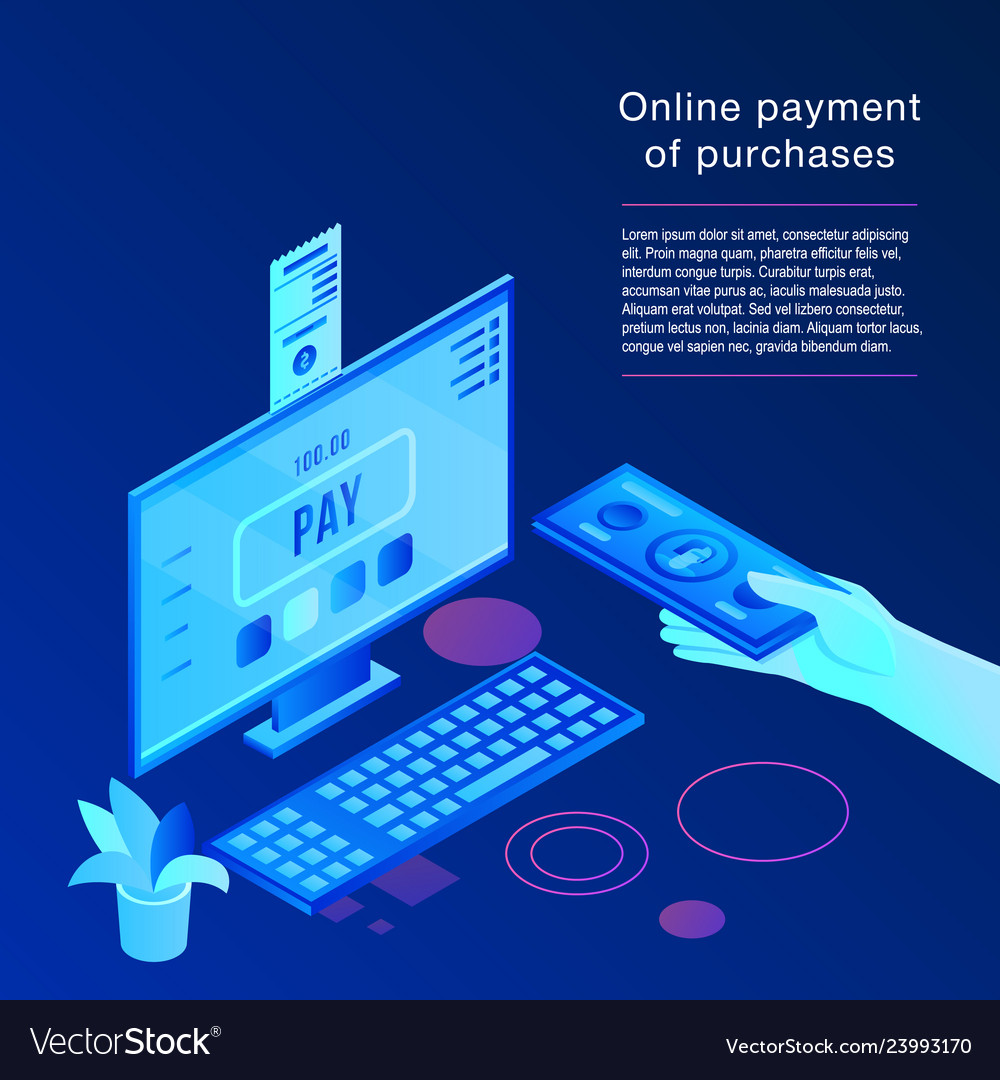 Online payment
of purchases
Lorem ipsum dolor sit amet, consectetur adipiscing
elit. Proin magna quam, pharetra efficitur felis vel,
interdum congue turpis. Curabitur turpis erat,
accumsan vitae purus ac, iaculis malesuada justo.
Aliquam erat volutpat. Sed vel lizbero consectetur,
pretium lectus non, lacinia diam. Aliquam tortor lacus,
congue vel sapien nec, gravida bibendum diam.
$
100.00
PAY
VectorStock®
VectorStock.com/23993170